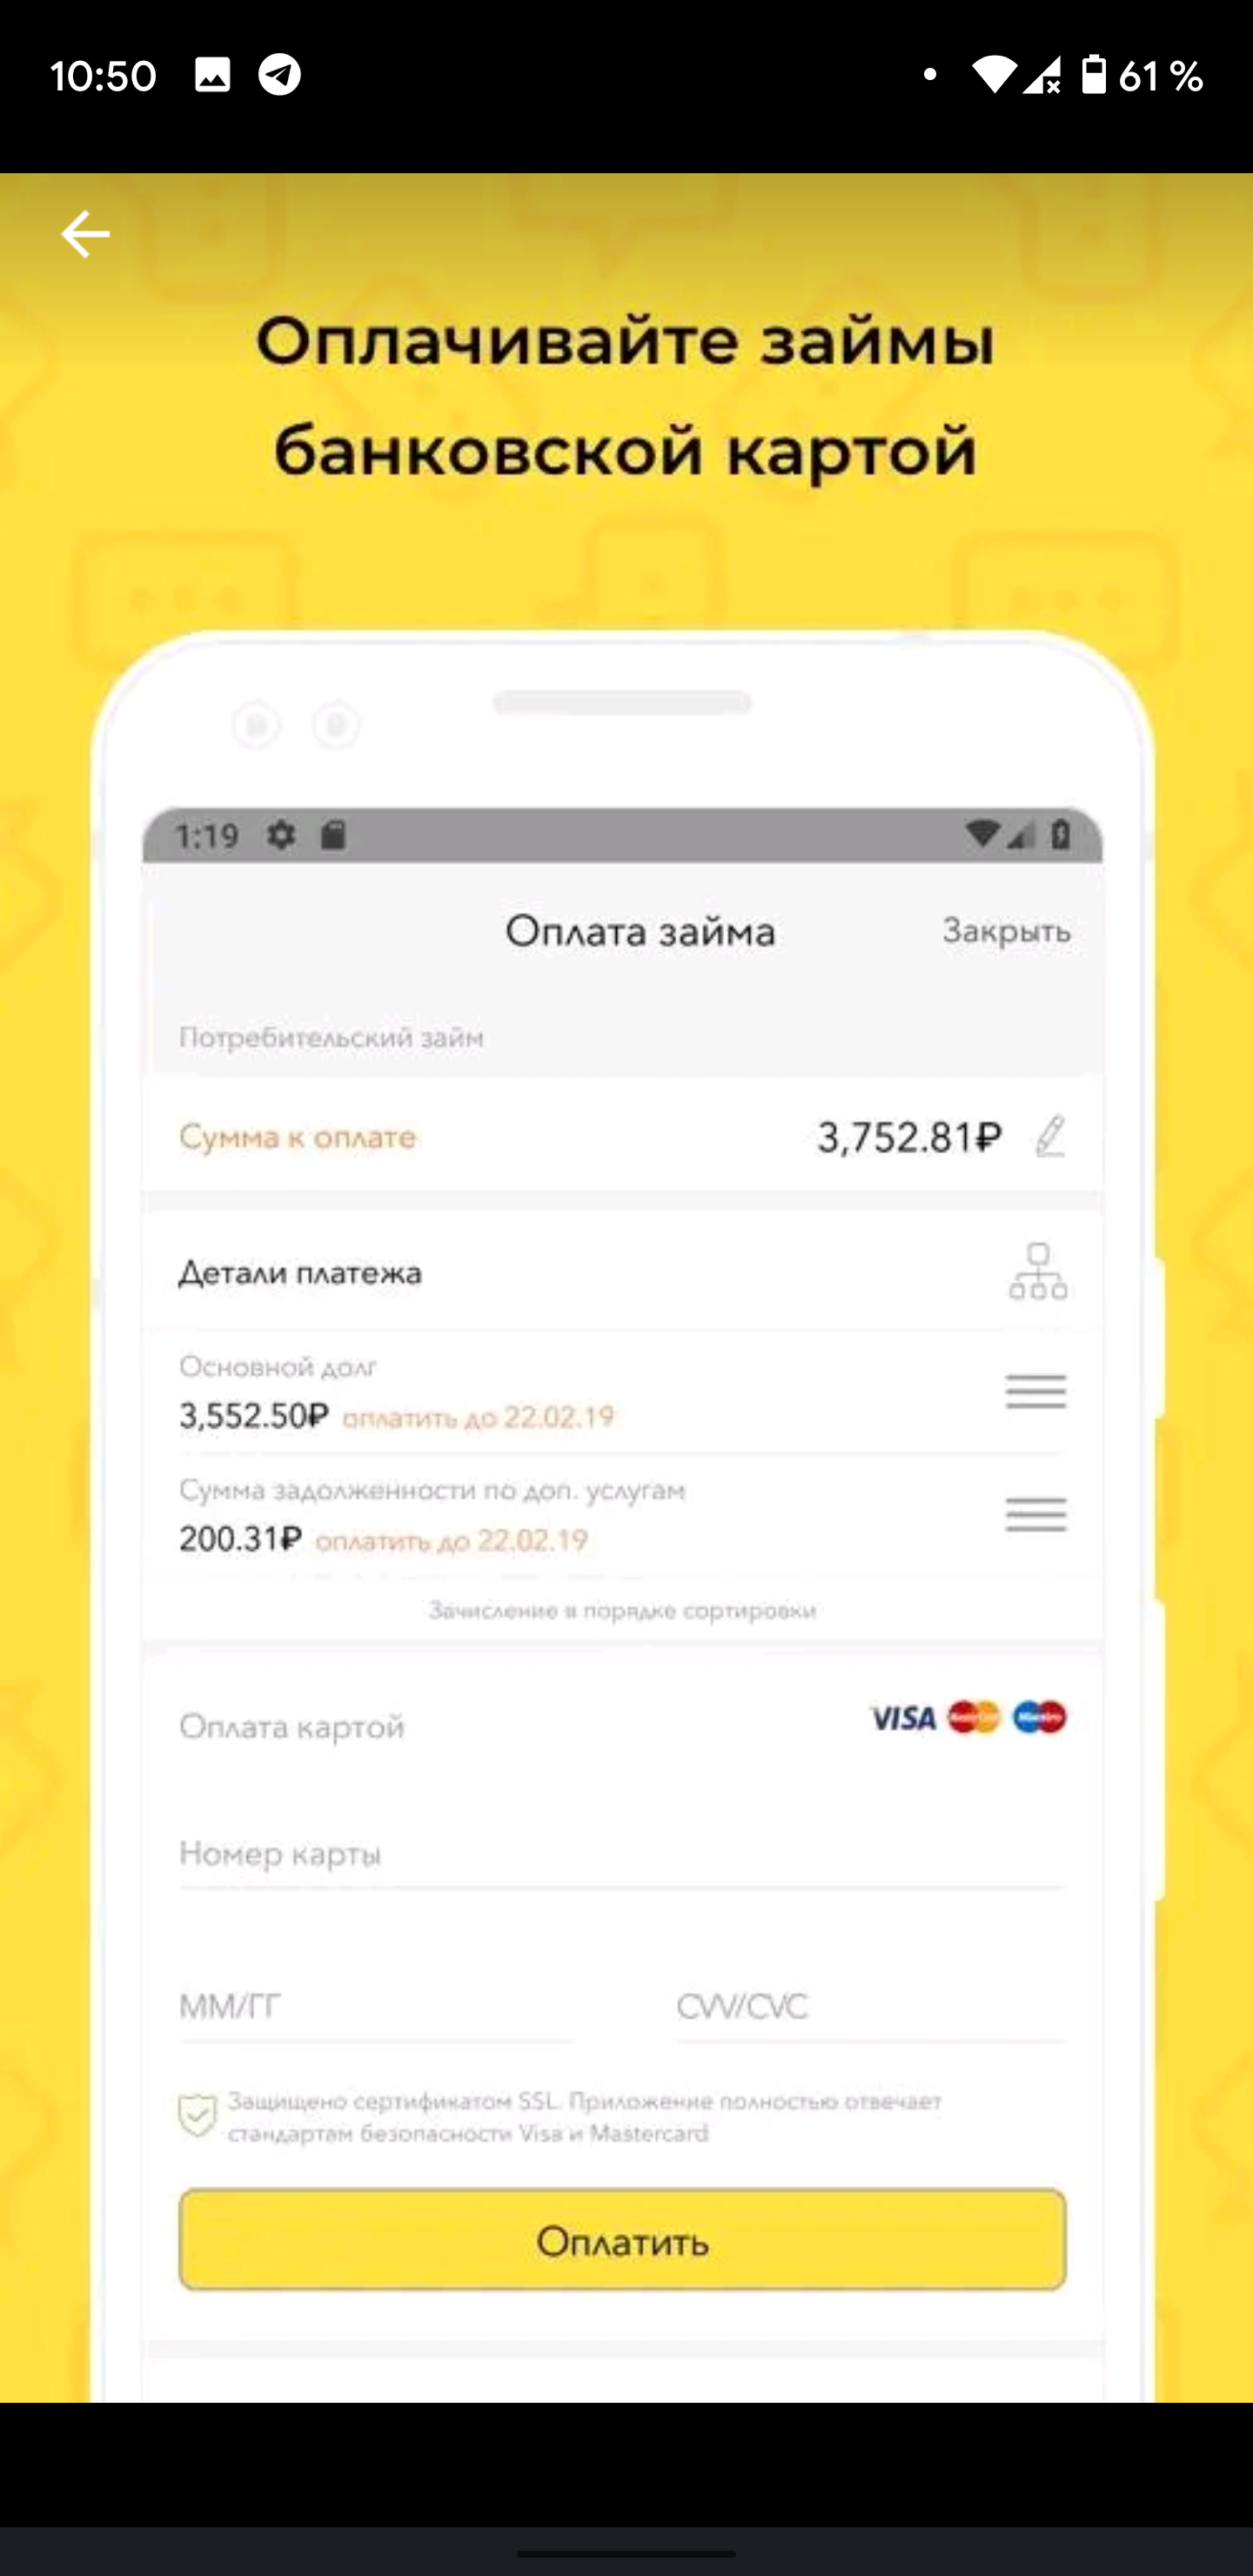 10:50
61 %
Оплачивайте займы
банковской картой
1:19
Оплата займа
Закрыть
Потребительский займ
Сумма к оплате
3,752.81₽
Детали платежа
Основной долг
3,552.50₽ оплатить до 22.02.19
Сумма задолженности по доп. услугам
200.31₽ оплатить до 22.02.19
Зачисление в порядке сортировки
Оплата картой
VISA MasterCard Maestro
Номер карты
ММ/ГГ
CVV/CVC
Защищено сертификатом SSL. Приложение полностью отвечает
стандартам безопасности Visa и Mastercard
Оплатить